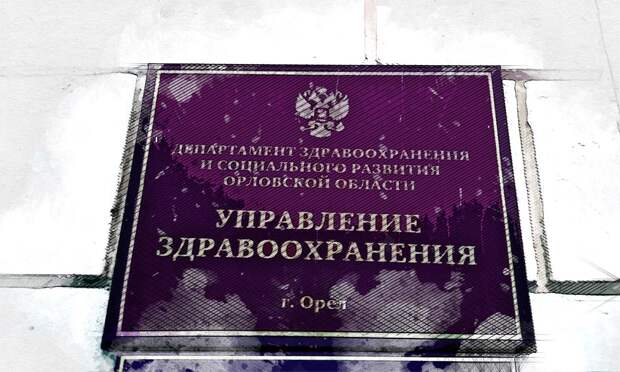 ДЕПАРТАМЕНТ ЗДРАВООХРАНЕНИЯ
И СОЦИАЛЬНОГО РАЗВИТИЯ
ОРЛОВСКОЙ ОБЛАСТИ
УПРАВЛЕНИЕ
ЗДРАВООХРАНЕНИЯ
г. Орел